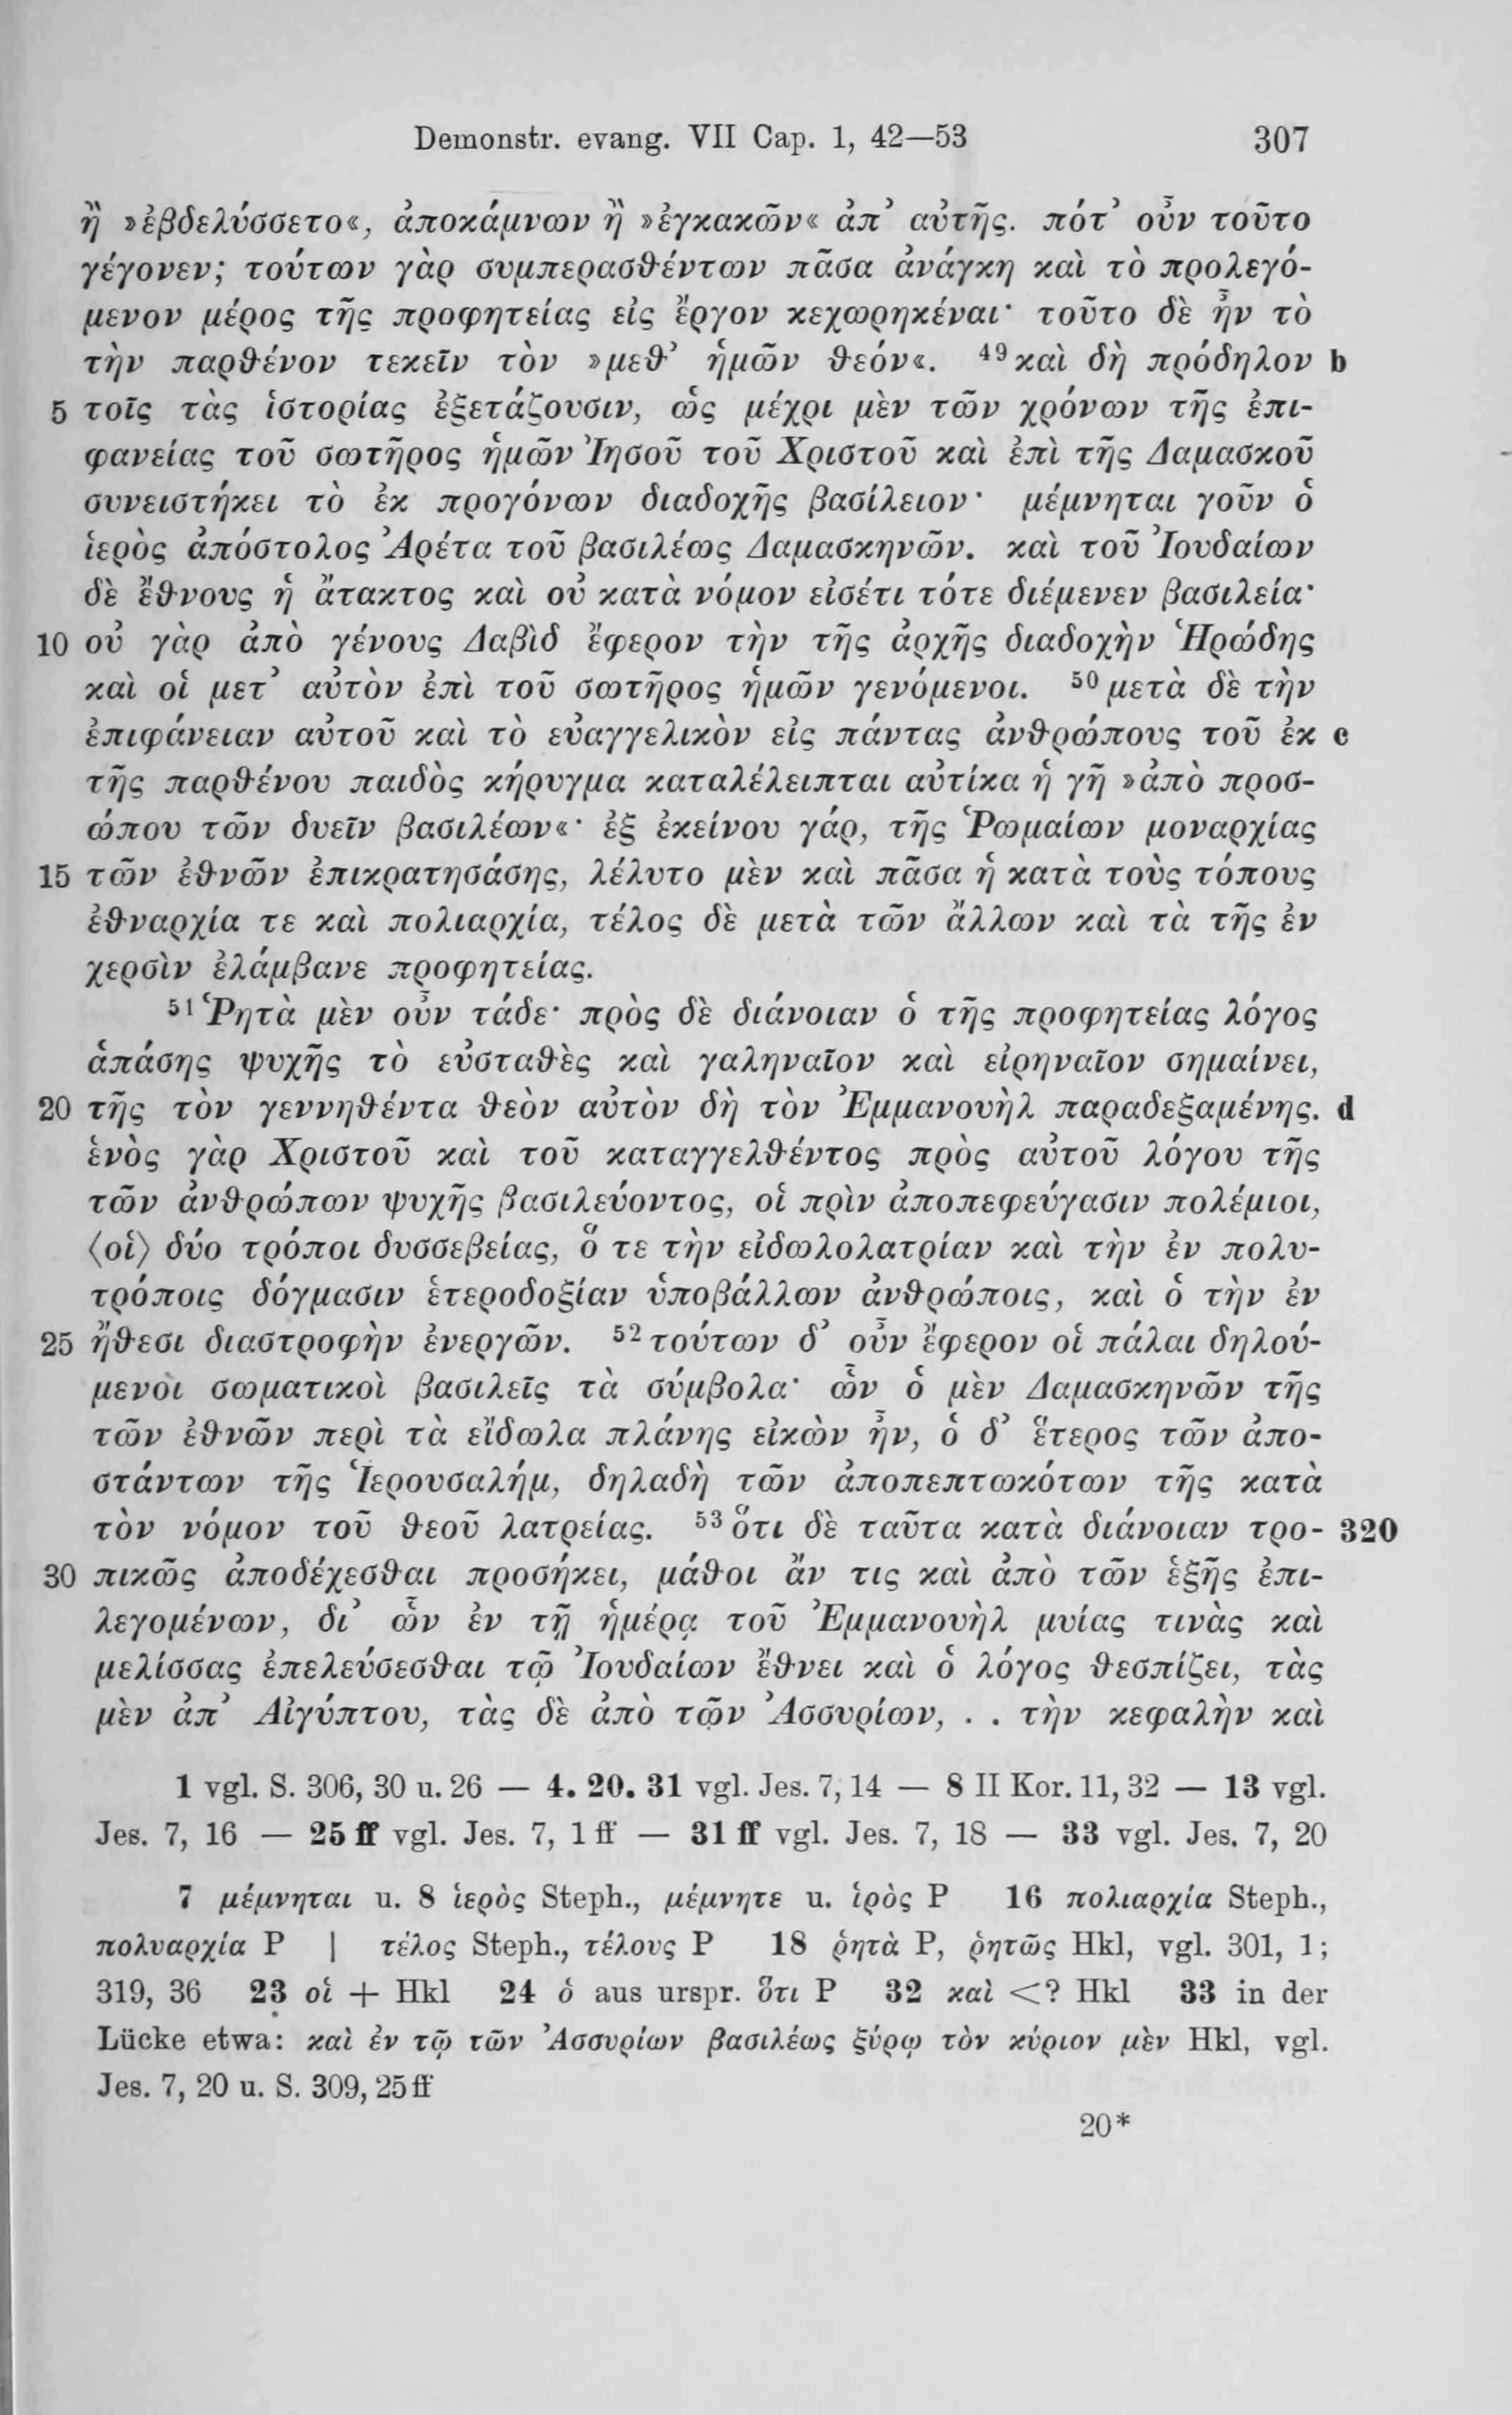 Demonstr. evang. VII Cap. 1, 42—53 307
ἢ »ἐβδελύσσετο«, ἀποκάμνων ἢ »ἐγκακῶν« ἀπ᾽ αὐτῆς. πότ᾽ οὖν τοῦτο
γέγονεν; τούτων γὰρ συμπερασθέντων πᾶσα ἀνάγκη καὶ τὸ προλεγό-
μενον μέρος τῆς προφητείας εἰς ἔργον κεχωρηκέναι· τοῦτο δὲ ἦν τὸ
τὴν παρθένον τεκεῖν τὸν »μεθ᾽ ἡμῶν θεόν«. ⁴⁹ καὶ δὴ πρόδηλον b
5 τοῖς τὰς ἱστορίας ἐξετάζουσιν, ὡς μέχρι μὲν τῶν χρόνων τῆς ἐπι-
φανείας τοῦ σωτῆρος ἡμῶν Ἰησοῦ τοῦ Χριστοῦ καὶ ἐπὶ τῆς Δαμασκοῦ
συνειστήκει τὸ ἐκ προγόνων διαδοχῆς βασίλειον· μέμνηται γοῦν ὁ
ἱερὸς ἀπόστολος Ἀρέτα τοῦ βασιλέως Δαμασκηνῶν. καὶ τοῦ Ἰουδαίων
δὲ ἔθνους ἡ ἄτακτος καὶ οὐ κατὰ νόμον εἰσέτι τότε διέμενεν βασιλεία·
10 οὐ γὰρ ἀπὸ γένους Δαβὶδ ἔφερον τὴν τῆς ἀρχῆς διαδοχὴν Ἡρώδης
καὶ οἱ μετ᾽ αὐτὸν ἐπὶ τοῦ σωτῆρος ἡμῶν γενόμενοι. ⁵⁰ μετὰ δὲ τὴν
ἐπιφάνειαν αὐτοῦ καὶ τὸ εὐαγγελικὸν εἰς πάντας ἀνθρώπους τοῦ ἐκ c
τῆς παρθένου παιδὸς κήρυγμα καταλέλειπται αὐτίκα ἡ γῆ »ἀπὸ προσ-
ώπου τῶν δυεῖν βασιλέων«· ἐξ ἐκείνου γάρ, τῆς Ῥωμαίων μοναρχίας
15 τῶν ἐθνῶν ἐπικρατησάσης, λέλυτο μὲν καὶ πᾶσα ἡ κατὰ τοὺς τόπους
ἐθναρχία τε καὶ πολιαρχία, τέλος δὲ μετὰ τῶν ἄλλων καὶ τὰ τῆς ἐν
χερσὶν ἐλάμβανε προφητείας.
⁵¹ Ῥητὰ μὲν οὖν τάδε· πρὸς δὲ διάνοιαν ὁ τῆς προφητείας λόγος
ἁπάσης ψυχῆς τὸ εὐσταθὲς καὶ γαληναῖον καὶ εἰρηναῖον σημαίνει,
20 τῆς τὸν γεννηθέντα θεὸν αὐτὸν δὴ τὸν Ἐμμανουὴλ παραδεξαμένης. d
ἑνὸς γὰρ Χριστοῦ καὶ τοῦ καταγγελθέντος πρὸς αὐτοῦ λόγου τῆς
τῶν ἀνθρώπων ψυχῆς βασιλεύοντος, οἱ πρὶν ἀποπεφεύγασιν πολέμιοι,
⟨οἱ⟩ δύο τρόποι δυσσεβείας, ὅ τε τὴν εἰδωλολατρίαν καὶ τὴν ἐν πολυ-
τρόποις δόγμασιν ἑτεροδοξίαν ὑποβάλλων ἀνθρώποις, καὶ ὁ τὴν ἐν
25 ἤθεσι διαστροφὴν ἐνεργῶν. ⁵² τούτων δ᾽ οὖν ἔφερον οἱ πάλαι δηλού-
μενοι σωματικοὶ βασιλεῖς τὰ σύμβολα· ὧν ὁ μὲν Δαμασκηνῶν τῆς
τῶν ἐθνῶν περὶ τὰ εἴδωλα πλάνης εἰκὼν ἦν, ὁ δ᾽ ἕτερος τῶν ἀπο-
στάντων τῆς Ἱερουσαλήμ, δηλαδὴ τῶν ἀποπεπτωκότων τῆς κατὰ
τὸν νόμον τοῦ θεοῦ λατρείας. ⁵³ ὅτι δὲ ταῦτα κατὰ διάνοιαν τρο- 320
30 πικῶς ἀποδέχεσθαι προσήκει, μάθοι ἄν τις καὶ ἀπὸ τῶν ἑξῆς ἐπι-
λεγομένων, δι᾽ ὧν ἐν τῇ ἡμέρᾳ τοῦ Ἐμμανουὴλ μυίας τινὰς καὶ
μελίσσας ἐπελεύσεσθαι τῷ Ἰουδαίων ἔθνει καὶ ὁ λόγος θεσπίζει, τὰς
μὲν ἀπ᾽ Αἰγύπτου, τὰς δὲ ἀπὸ τῶν Ἀσσυρίων, . . τὴν κεφαλὴν καὶ
1 vgl. S. 306, 30 u. 26 — 4. 20. 31 vgl. Jes. 7, 14 — 8 II Kor. 11, 32 — 13 vgl.
Jes. 7, 16 — 25 ff vgl. Jes. 7, 1 ff — 31 ff vgl. Jes. 7, 18 — 33 vgl. Jes. 7, 20
7 μέμνηται u. 8 ἱερὸς Steph., μέμνητε u. ἱρὸς P 16 πολιαρχία Steph.,
πολυαρχία P | τέλος Steph., τέλους P 18 ῥητὰ P, ῥητῶς Hkl, vgl. 301, 1;
319, 36 23 οἱ + Hkl 24 ὁ aus urspr. ὅτι P 32 καὶ <? Hkl 33 in der
Lücke etwa: καὶ ἐν τῷ τῶν Ἀσσυρίων βασιλέως ξύρῳ τὸν κύριον μὲν Hkl, vgl.
Jes. 7, 20 u. S. 309, 25 ff
20*